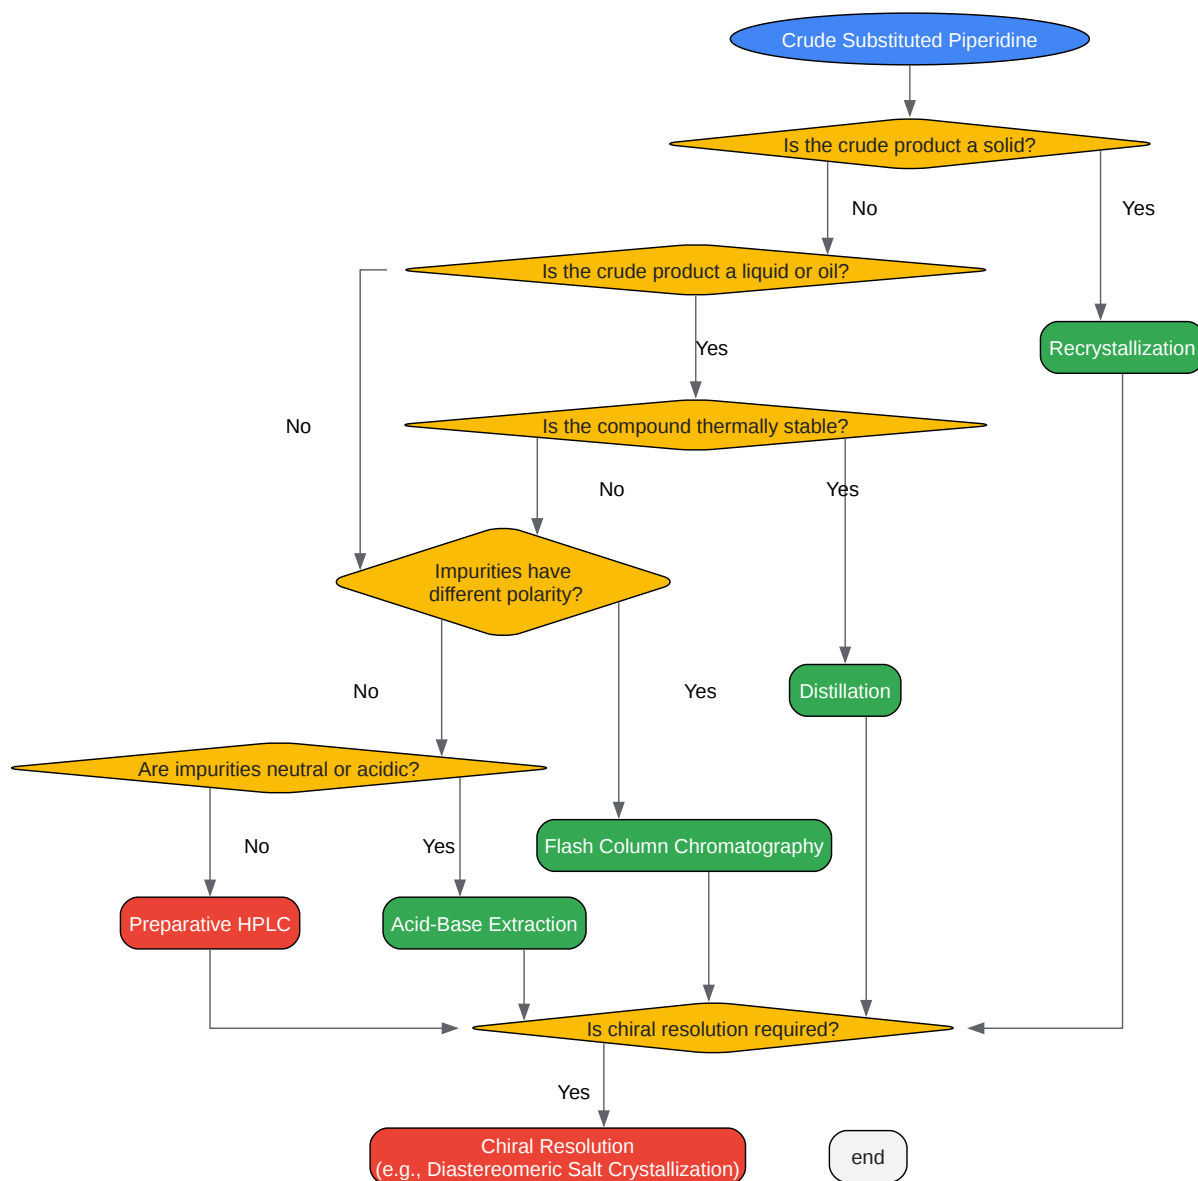 Crude Substituted Piperidine
Is the crude product a solid?
No
Yes
Is the crude product a liquid or oil?
Yes
Recrystallization
No
Is the compound thermally stable?
No
Yes
Impurities have
different polarity?
No
Yes
Distillation
Are impurities neutral or acidic?
No
Yes
Flash Column Chromatography
Preparative HPLC
Acid-Base Extraction
Is chiral resolution required?
Yes
Chiral Resolution
(e.g., Diastereomeric Salt Crystallization)
end